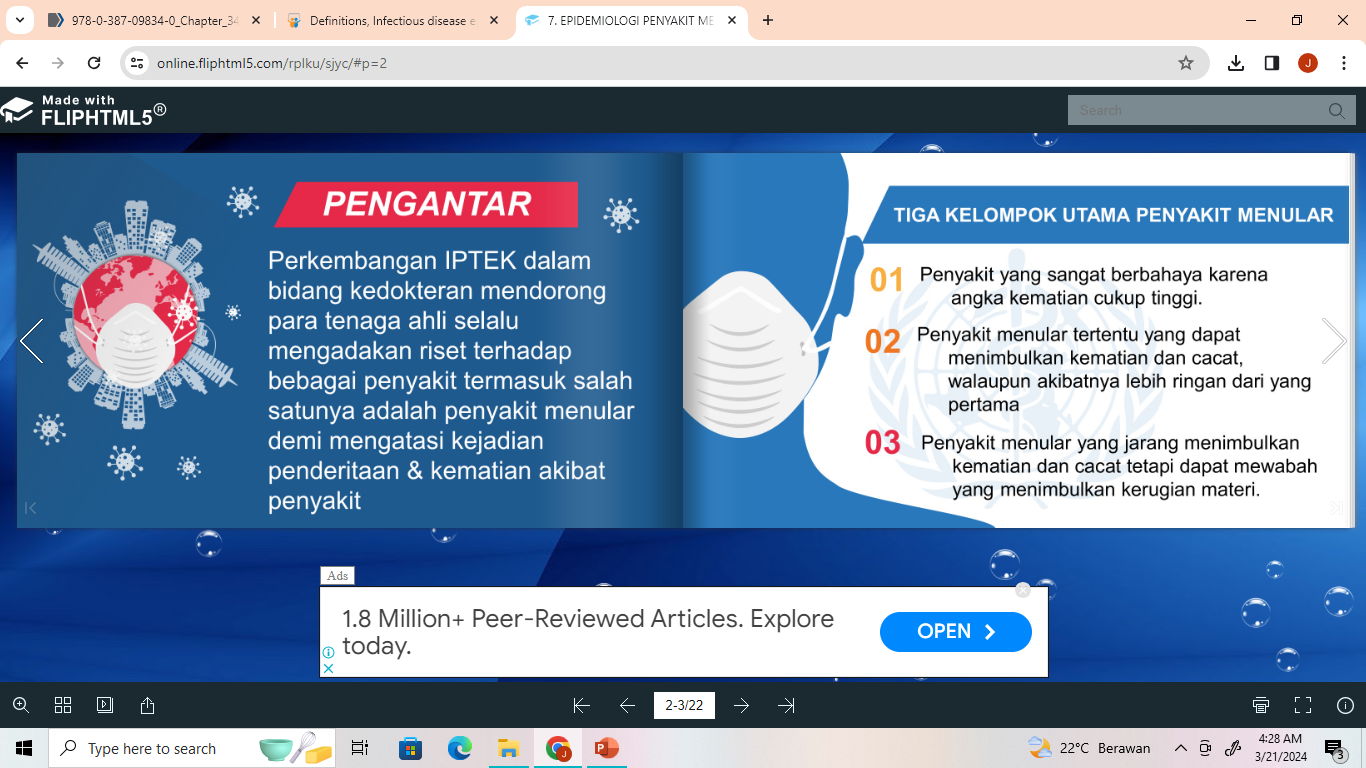 978-0-387-09834-0_Chapter_34
Definitions, Infectious disease e
7. EPIDEMIOLOGI PENYAKIT ME
online.fliphtml5.com/rplku/sjyc/#p=2
J
Made with
FLIPHTML5®
Search
PENGANTAR
Perkembangan IPTEK dalam
bidang kedokteran mendorong
para tenaga ahli selalu
mengadakan riset terhadap
bebagai penyakit termasuk salah
satunya adalah penyakit menular
demi mengatasi kejadian
penderitaan & kematian akibat
penyakit
TIGA KELOMPOK UTAMA PENYAKIT MENULAR
01 Penyakit yang sangat berbahaya karena
angka kematian cukup tinggi.
02 Penyakit menular tertentu yang dapat
menimbulkan kematian dan cacat,
walaupun akibatnya lebih ringan dari yang
pertama
03 Penyakit menular yang jarang menimbulkan
kematian dan cacat tetapi dapat mewabah
yang menimbulkan kerugian materi.
Ads
1.8 Million+ Peer-Reviewed Articles. Explore
today.
OPEN
2-3/22
Type here to search
22°C Berawan
4:28 AM
3/21/2024
3